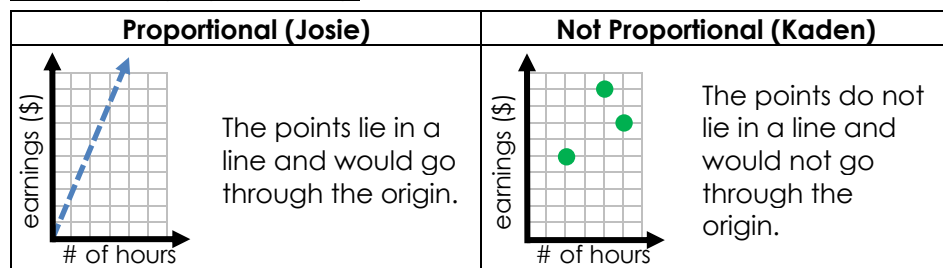 Proportional (Josie)
earnings ($)
# of hours
The points lie in a
line and would go
through the origin.
Not Proportional (Kaden)
earnings ($)
# of hours
The points do not
lie in a line and
would not go
through the
origin.